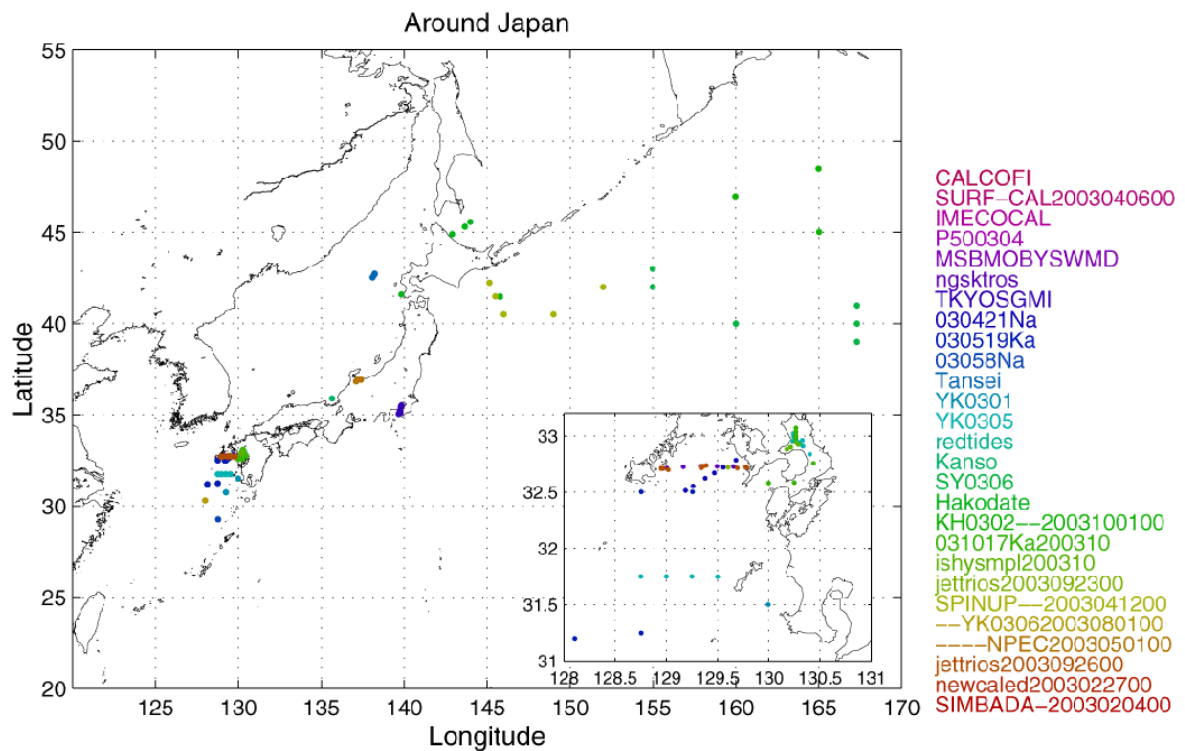 Around Japan
55
50
45
40
35
30
25
20
Latitude
125 130 135 140 145 150 155 160 165 170
Longitude
33
32.5
32
31.5
31
128 128.5 129 129.5 130 130.5 131
CALCOFI
SURF-CAL2003040600
IMECOCAL
P500304
MSBMOBYSWMD
ngsktros
TKYOSGMI
030421Na
030519Ka
03058Na
Tansei
YK0301
YK0305
redtides
Kanso
SY0306
Hakodate
KH0302--2003100100
031017Ka200310
ishysmpl200310
jettrios2003092300
SPINUP--2003041200
--YK03062003080100
----NPEC2003050100
jettrios2003092600
newcaled2003022700
SIMBADA-2003020400